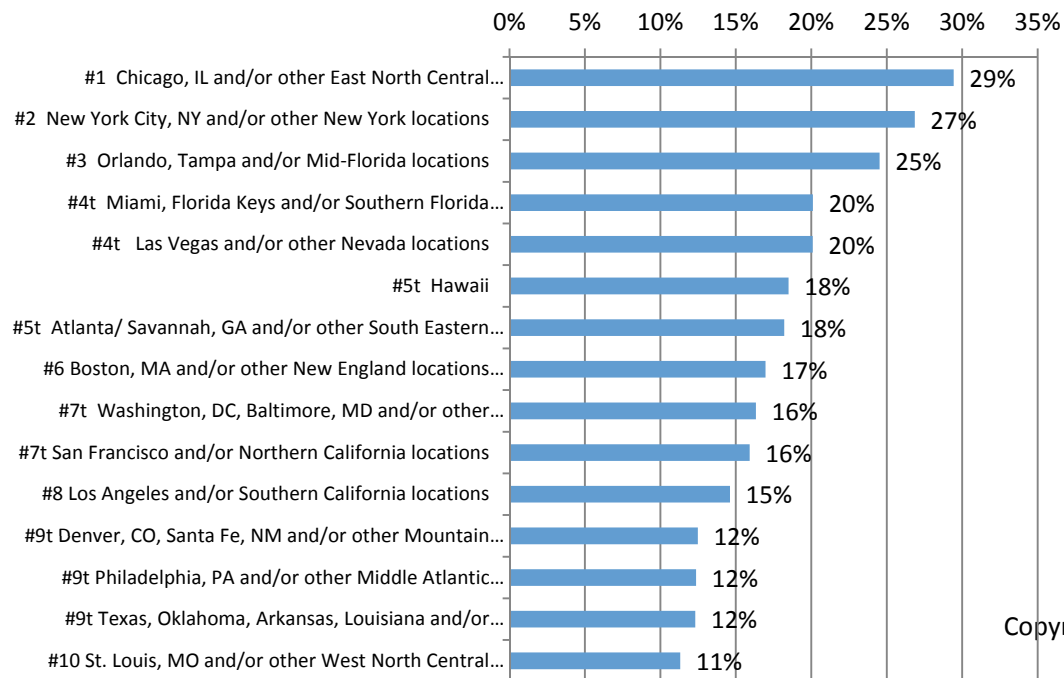 0% 5% 10% 15% 20% 25% 30% 35%
#1  Chicago, IL and/or other East North Central… 29%
#2  New York City, NY and/or other New York locations 27%
#3  Orlando, Tampa and/or Mid-Florida locations 25%
#4t  Miami, Florida Keys and/or Southern Florida… 20%
#4t   Las Vegas and/or other Nevada locations 20%
#5t  Hawaii 18%
#5t  Atlanta/ Savannah, GA and/or other South Eastern… 18%
#6 Boston, MA and/or other New England locations… 17%
#7t  Washington, DC, Baltimore, MD and/or other… 16%
#7t San Francisco and/or Northern California locations 16%
#8 Los Angeles and/or Southern California locations 15%
#9t Denver, CO, Santa Fe, NM and/or other Mountain… 12%
#9t Philadelphia, PA and/or other Middle Atlantic… 12%
#9t Texas, Oklahoma, Arkansas, Louisiana and/or… 12%
Copyr
#10 St. Louis, MO and/or other West North Central… 11%